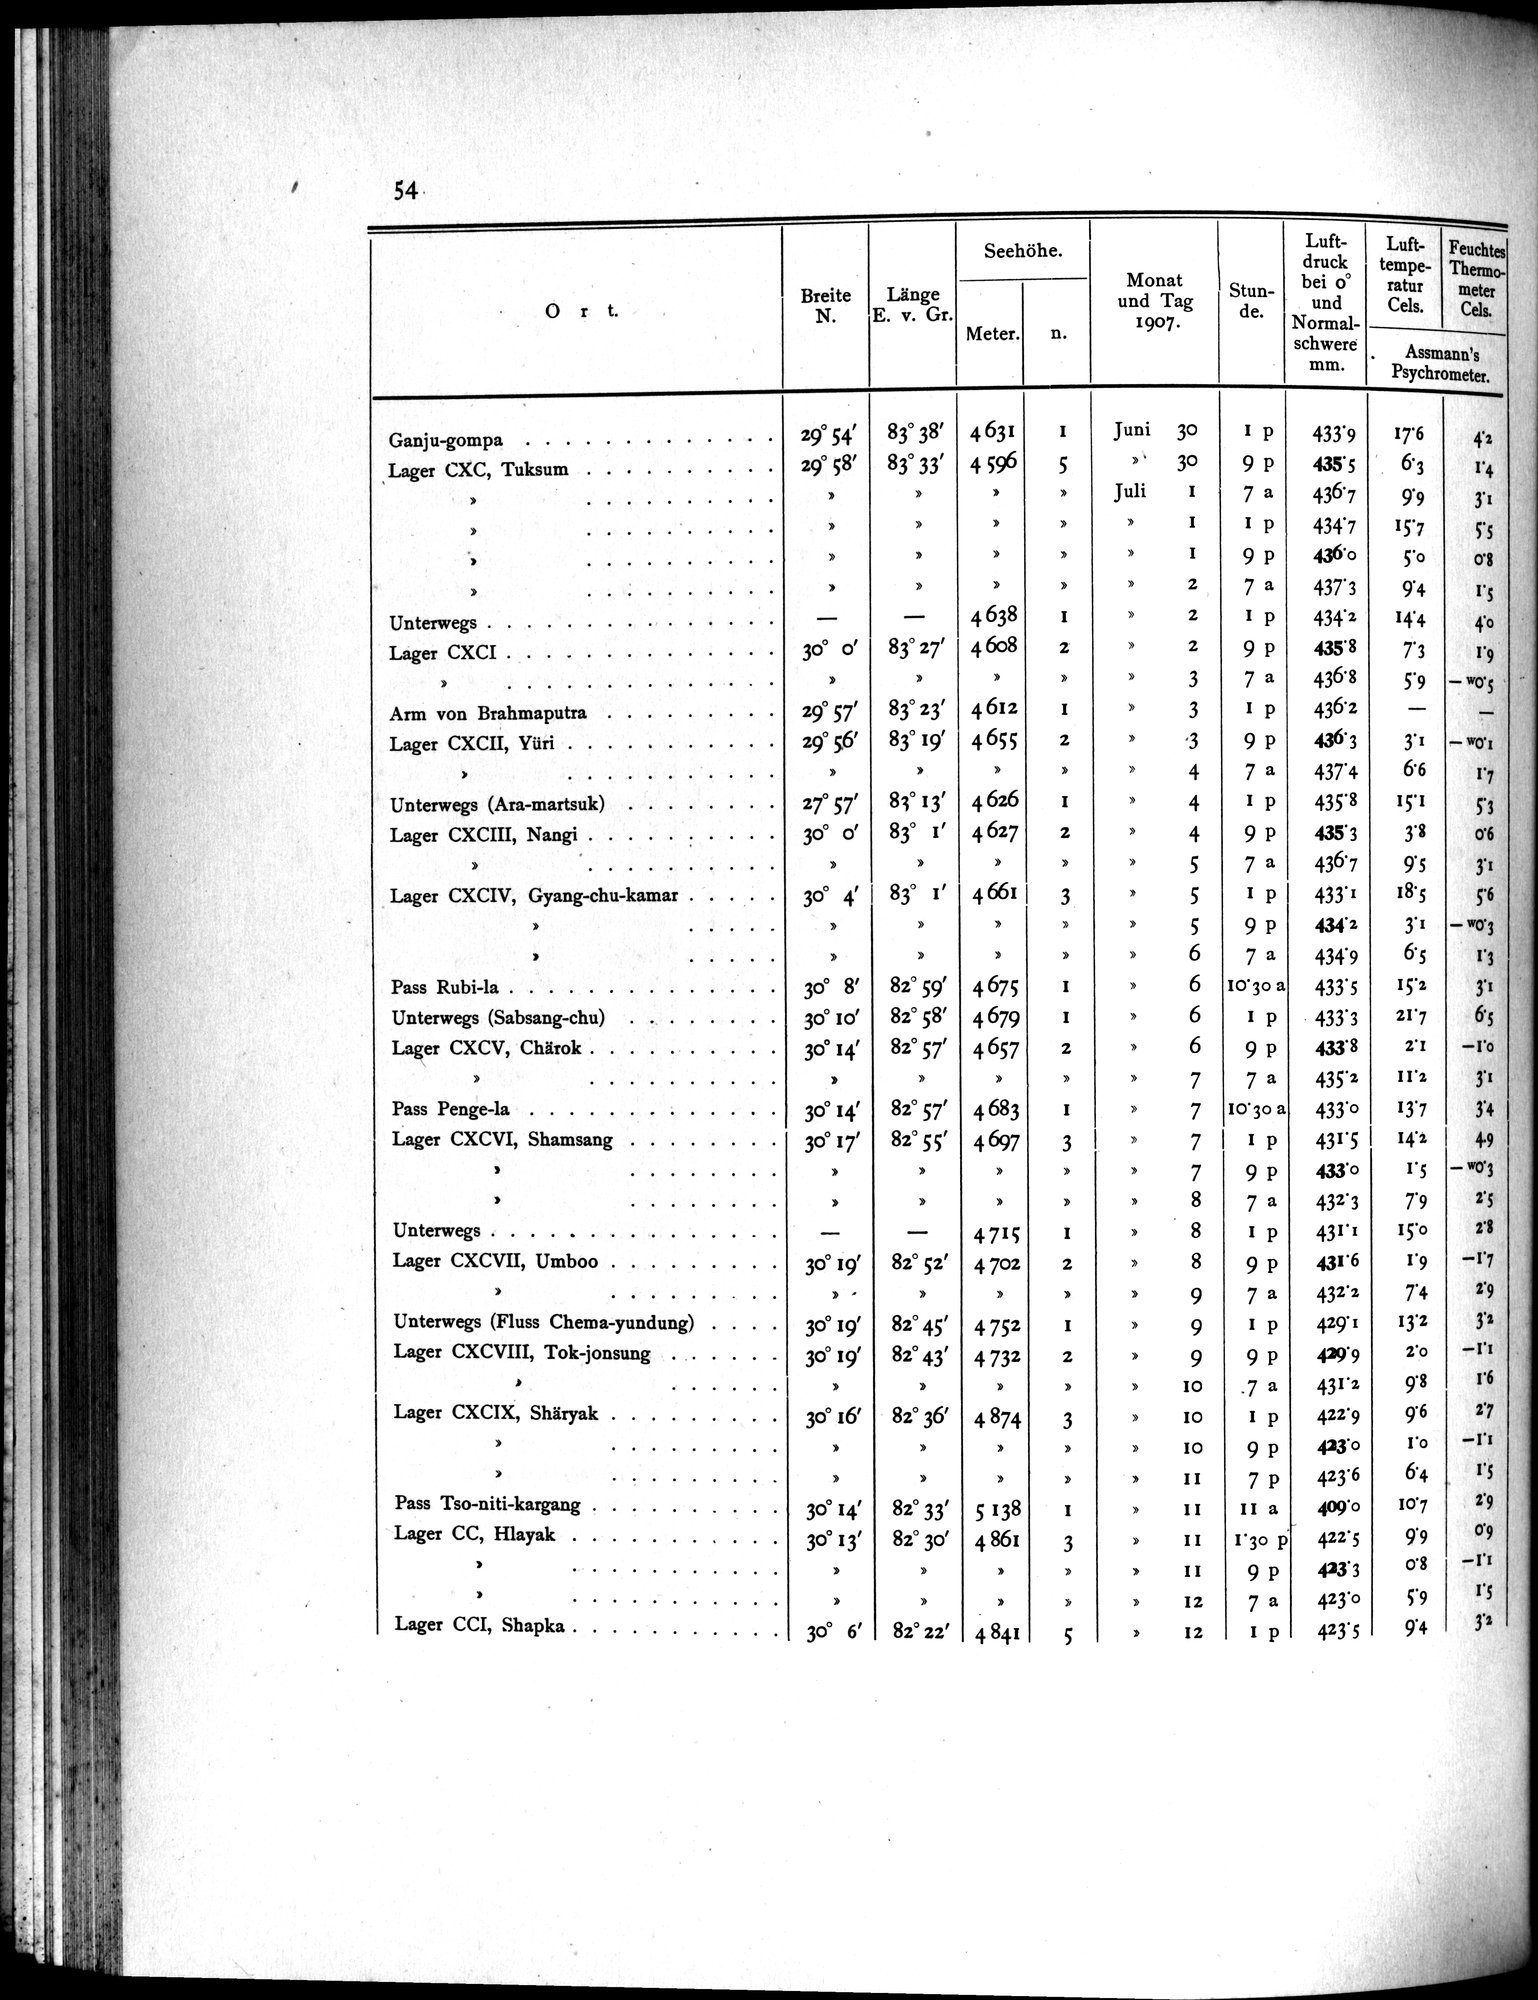 54
Ort. Breite N. Länge E. v. Gr. Seehöhe. Meter. n. Monat und Tag 1907. Stunde. Luftdruck bei 0° und Normalschwere mm. Lufttemperatur Cels. Feuchtes Thermometer Cels. Assmann's Psychrometer.
Ganju-gompa . . . . . . . . . . . . . 29° 54′ 83° 38′ 4631 1 Juni 30 1 p 433·9 17·6 4·2
Lager CXC, Tuksum . . . . . . . . . . 29° 58′ 83° 33′ 4596 5 » 30 9 p 435·5 6·3 1·4
» . . . . . . . . . . » » » » Juli 1 7 a 436·7 9·9 3·1
» . . . . . . . . . . » » » » » 1 1 p 434·7 15·7 5·5
» . . . . . . . . . . » » » » » 1 9 p 436·0 5·0 0·8
» . . . . . . . . . . » » » » » 2 7 a 437·3 9·4 1·5
Unterwegs . . . . . . . . . . . . . . . — — 4638 1 » 2 1 p 434·2 14·4 4·0
Lager CXCI . . . . . . . . . . . . . . 30° 0′ 83° 27′ 4608 2 » 2 9 p 435·8 7·3 1·9
» . . . . . . . . . . . . . . » » » » » 3 7 a 436·8 5·9 —w0·5
Arm von Brahmaputra . . . . . . . . . 29° 57′ 83° 23′ 4612 1 » 3 1 p 436·2 — —
Lager CXCII, Yüri . . . . . . . . . . . 29° 56′ 83° 19′ 4655 2 » 3 9 p 436·3 3·1 —w0·1
» . . . . . . . . . . . » » » » » 4 7 a 437·4 6·6 1·7
Unterwegs (Ara-martsuk) . . . . . . . . 27° 57′ 83° 13′ 4626 1 » 4 1 p 435·8 15·1 5·3
Lager CXCIII, Nangi . . . . . . . . . . 30° 0′ 83° 1′ 4627 2 » 4 9 p 435·3 3·8 0·6
» . . . . . . . . . . » » » » » 5 7 a 436·7 9·5 3·1
Lager CXCIV, Gyang-chu-kamar . . . . . 30° 4′ 83° 1′ 4661 3 » 5 1 p 433·1 18·5 5·6
» . . . . . » » » » » 5 9 p 434·2 3·1 —w0·3
» . . . . . » » » » » 6 7 a 434·9 6·5 1·3
Pass Rubi-la . . . . . . . . . . . . . . 30° 8′ 82° 59′ 4675 1 » 6 10·30 a 433·5 15·2 3·1
Unterwegs (Sabsang-chu) . . . . . . . . 30° 10′ 82° 58′ 4679 1 » 6 1 p 433·3 21·7 6·5
Lager CXCV, Chärok . . . . . . . . . . 30° 14′ 82° 57′ 4657 2 » 6 9 p 433·8 2·1 —1·0
» . . . . . . . . . . » » » » » 7 7 a 435·2 11·2 3·1
Pass Penge-la . . . . . . . . . . . . . 30° 14′ 82° 57′ 4683 1 » 7 10·30 a 433·0 13·7 3·4
Lager CXCVI, Shamsang . . . . . . . . 30° 17′ 82° 55′ 4697 3 » 7 1 p 431·5 14·2 4·9
» . . . . . . . . » » » » » 7 9 p 433·0 1·5 —w0·3
» . . . . . . . . » » » » » 8 7 a 432·3 7·9 2·5
Unterwegs . . . . . . . . . . . . . . . — — 4715 1 » 8 1 p 431·1 15·0 2·8
Lager CXCVII, Umboo . . . . . . . . . 30° 19′ 82° 52′ 4702 2 » 8 9 p 431·6 1·9 —1·7
» . . . . . . . . . » » » » » 9 7 a 432·2 7·4 2·9
Unterwegs (Fluss Chema-yundung) . . . . 30° 19′ 82° 45′ 4752 1 » 9 1 p 429·1 13·2 3·2
Lager CXCVIII, Tok-jonsung . . . . . . 30° 19′ 82° 43′ 4732 2 » 9 9 p 429·9 2·0 —1·1
» . . . . . . » » » » » 10 7 a 431·2 9·8 1·6
Lager CXCIX, Shäryak . . . . . . . . . 30° 16′ 82° 36′ 4874 3 » 10 1 p 422·9 9·6 2·7
» . . . . . . . . . » » » » » 10 9 p 423·0 1·0 —1·1
» . . . . . . . . . » » » » » 11 7 p 423·6 6·4 1·5
Pass Tso-niti-kargang . . . . . . . . . . 30° 14′ 82° 33′ 5138 1 » 11 11 a 409·0 10·7 2·9
Lager CC, Hlayak . . . . . . . . . . . 30° 13′ 82° 30′ 4861 3 » 11 1·30 p 422·5 9·9 0·9
» . . . . . . . . . . . » » » » » 11 9 p 423·3 0·8 —1·1
» . . . . . . . . . . . » » » » » 12 7 a 423·0 5·9 1·5
Lager CCI, Shapka . . . . . . . . . . . 30° 6′ 82° 22′ 4841 5 » 12 1 p 423·5 9·4 3·2